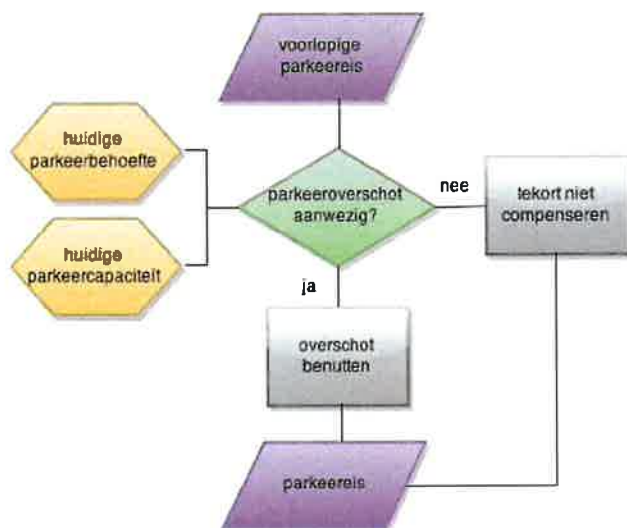 voorlopige
parkeereis
huidige
parkeerbehoefte
parkeeroverschot
aanwezig?
nee
tekort niet
compenseren
huidige
parkeercapaciteit
ja
overschot
benutten
parkeereis